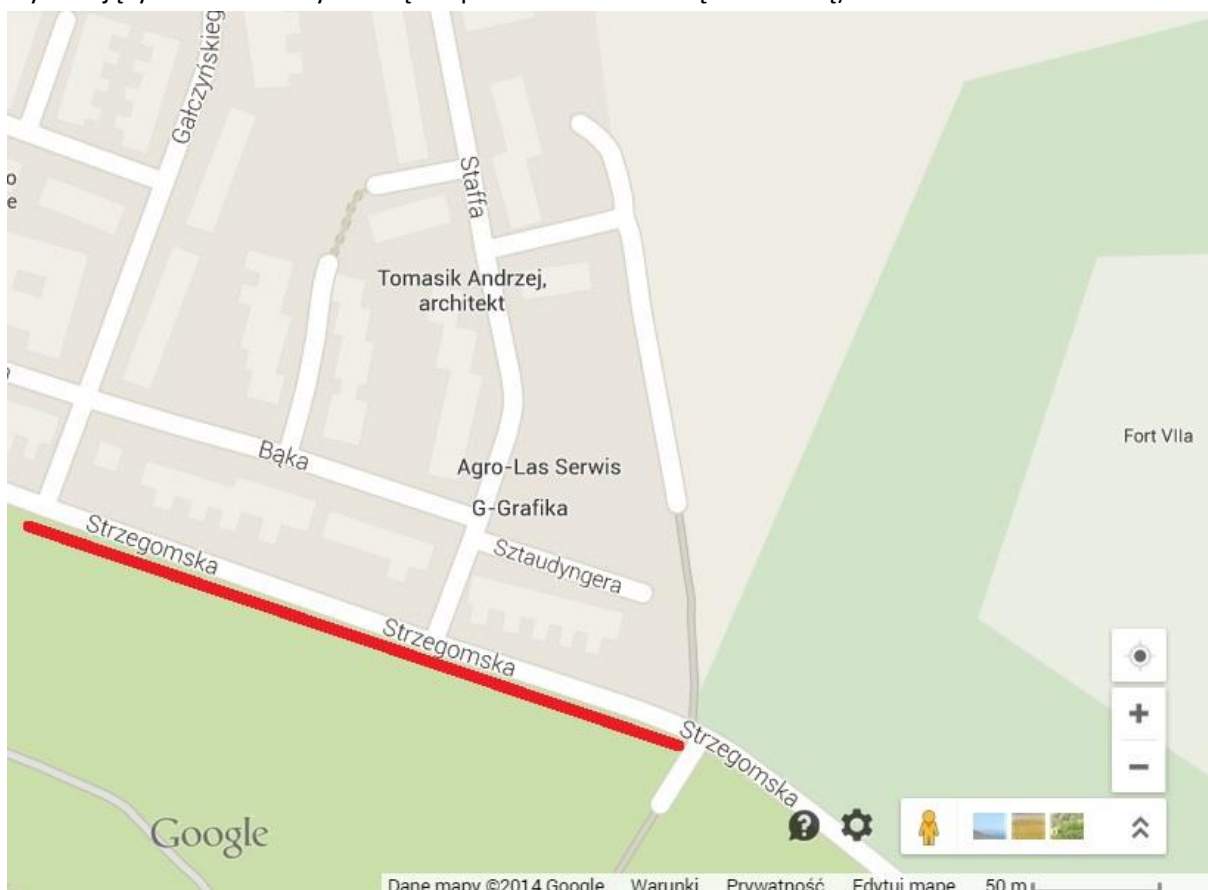 Gałczyńskieg
Staffa
o
e
Tomasik Andrzej,
architekt
Bąka
Agro-Las Serwis
G-Grafika
Fort VIIa
Sztaudyngera
Strzegomska
Strzegomska
Strzegomska
Google
Dane mapy ©2014 Google Warunki Prywatność Edytuj mapę 50 m